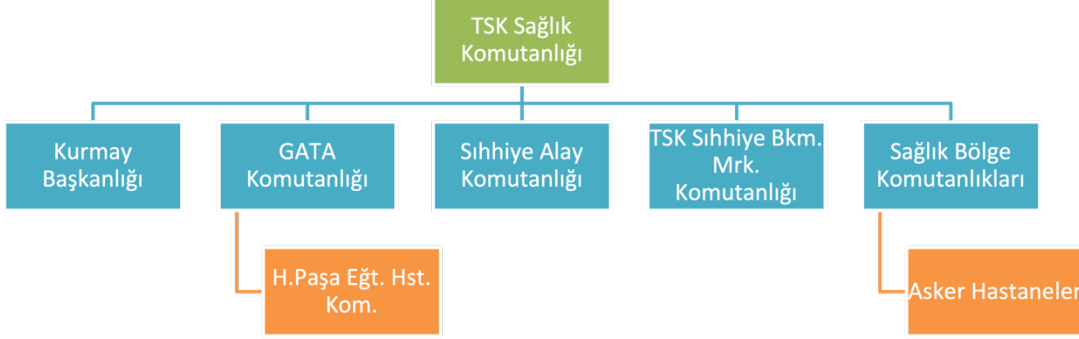 TSK Sağlık
Komutanlığı
Kurmay
Başkanlığı
GATA
Komutanlığı
Sıhhiye Alay
Komutanlığı
TSK Sıhhiye Bkm.
Mrk.
Komutanlığı
Sağlık Bölge
Komutanlıkları
H.Paşa Eğt. Hst.
Kom.
Asker Hastaneler